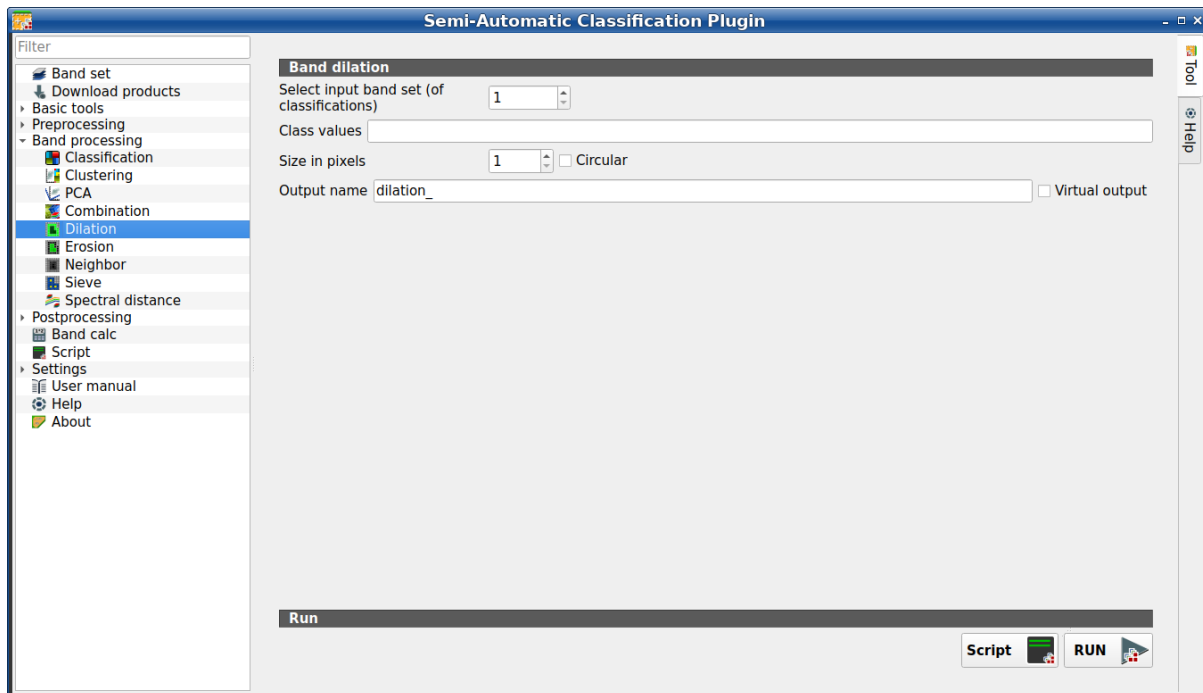 Semi-Automatic Classification Plugin
Filter
Band set
Download products
Basic tools
Preprocessing
Band processing
Classification
Clustering
PCA
Combination
Dilation
Erosion
Neighbor
Sieve
Spectral distance
Postprocessing
Band calc
Script
Settings
User manual
Help
About
Band dilation
Select input band set (of
classifications)
1
Class values
Size in pixels
1
Circular
Output name
dilation_
Virtual output
Run
Script
RUN
Tool
Help